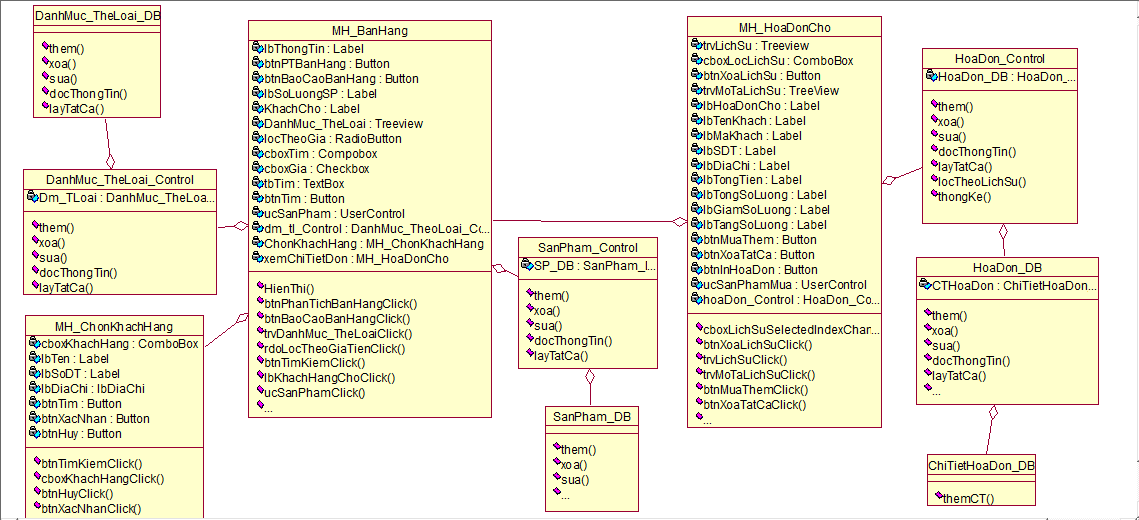 DanhMuc_TheLoai_DB
them()
xoa()
sua()
docThongTin()
layTatCa()
DanhMuc_TheLoai_Control
Dm_TLoai : DanhMuc_TheLoa...
them()
xoa()
sua()
docThongTin()
layTatCa()
MH_ChonKhachHang
cboxKhachHang : ComboBox
lbTen : Label
lbSoDT : Label
lbDiaChi : lbDiaChi
btnTim : Button
btnXacNhan : Button
btnHuy : Button
btnTimKiemClick()
cboxKhachHangClick()
btnHuyClick()
btnXacNhanClick()
MH_BanHang
lbThongTin : Label
btnPTBanHang : Button
btnBaoCaoBanHang : Button
lbSoLuongSP : Label
KhachCho : Label
DanhMuc_TheLoai : Treeview
locTheoGia : RadioButton
cboxTim : Compobox
cboxGia : Checkbox
tbTim : TextBox
btnTim : Button
ucSanPham : UserControl
dm_tl_Control : DanhMuc_TheoLoai_Co...
ChonKhachHang : MH_ChonKhachHang
xemChiTietDon : MH_HoaDonCho
HienThi()
btnPhanTichBanHangClick()
btnBaoCaoBanHangClick()
trvDanhMuc_TheLoaiClick()
rdoLocTheoGiaTienClick()
btnTimKiemClick()
lbKhachHangChoClick()
ucSanPhamClick()
...
SanPham_Control
SP_DB : SanPham_I...
them()
xoa()
sua()
docThongTin()
layTatCa()
SanPham_DB
them()
xoa()
sua()
...
MH_HoaDonCho
trvLichSu : Treeview
cboxLocLichSu : ComboBox
btnXoaLichSu : Button
trvMoTaLichSu : TreeView
lbHoaDonCho : Label
lbTenKhach : Label
lbMaKhach : Label
lbSDT : Label
lbDiaChi : Label
lbTongTien : Label
lbTongSoLuong : Label
lbGiamSoLuong : Label
lbTangSoLuong : Label
btnMuaThem : Button
btnXoaTatCa : Button
btnInHoaDon : Button
ucSanPhamMua : UserControl
hoaDon_Control : HoaDon_Co...
cboxLichSuSelectedIndexChar...
btnXoaLichSuClick()
trvLichSuClick()
trvMoTaLichSuClick()
btnMuaThemClick()
btnXoaTatCaClick()
...
HoaDon_Control
HoaDon_DB : HoaDon_...
them()
xoa()
sua()
docThongTin()
layTatCa()
locTheoLichSu()
thongKe()
HoaDon_DB
CTHoaDon : ChiTietHoaDon...
them()
xoa()
sua()
docThongTin()
layTatCa()
...
ChiTietHoaDon_DB
themCT()